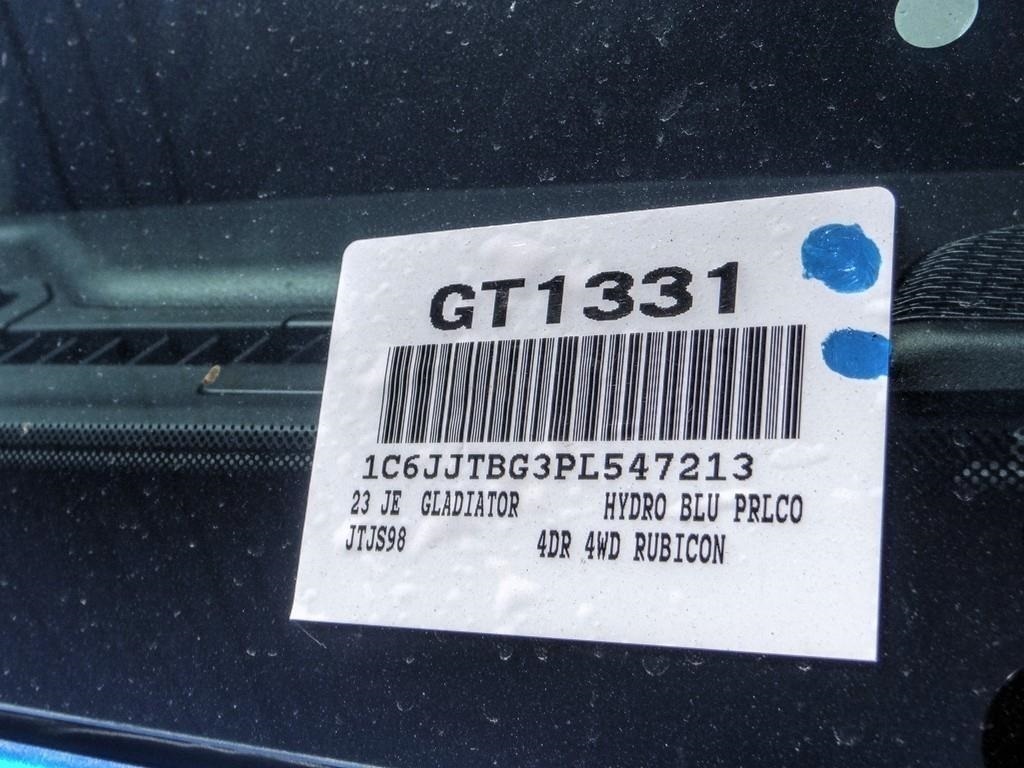 GT1331
1C6JJTBG3PL547213
23 JE GLADIATOR HYDRO BLU PRLCO
JTJS98 4DR 4WD RUBICON